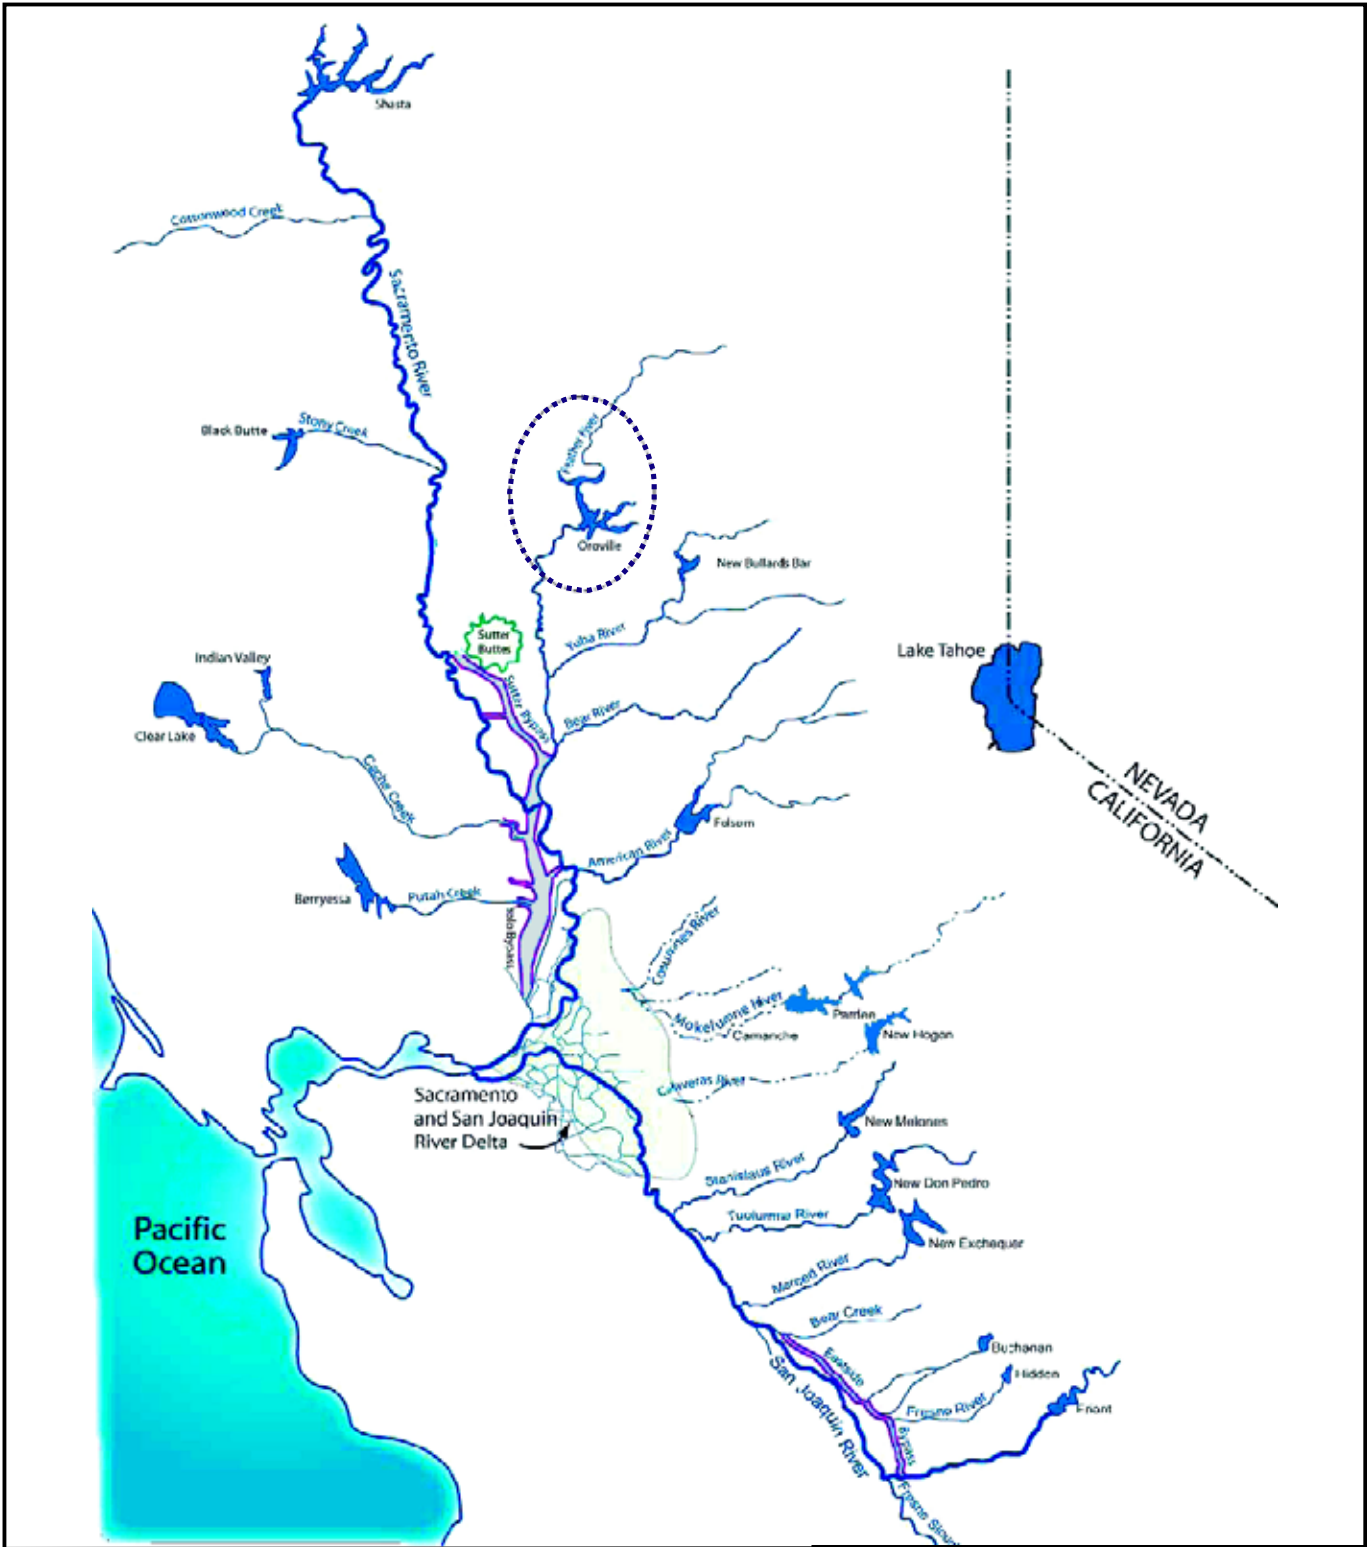 Shasta
Cottonwood Creek
Sacramento River
Feather River
Black Butte
Stony Creek
Oroville
New Bullards Bar
Sutter
Buttes
Yuba River
Lake Tahoe
Indian Valley
Sutter Bypass
Bear River
Clear Lake
Cache Creek
NEVADA
CALIFORNIA
Folsom
American River
Berryessa
Putah Creek
Yolo Bypass
Cosumnes River
Mokelumne River
Pardee
Camanche
New Hogan
Calaveras River
Sacramento
and San Joaquin
River Delta
New Melones
Stanislaus River
New Don Pedro
Tuolumne River
Pacific
Ocean
New Exchequer
Merced River
Bear Creek
Eastside
Bypass
Buchanan
Hidden
San Joaquin River
Fresno River
Friant
Fresno Slough